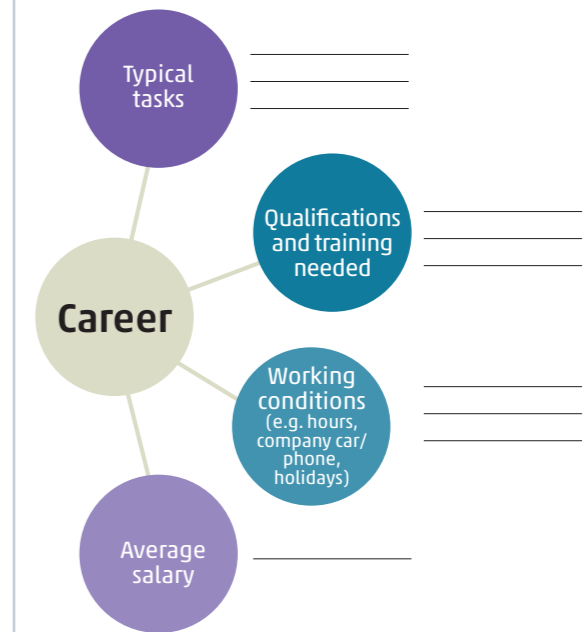 Typical
tasks
Qualifications
and training
needed
Career
Working
conditions
(e.g. hours,
company car/
phone,
holidays)
Average
salary